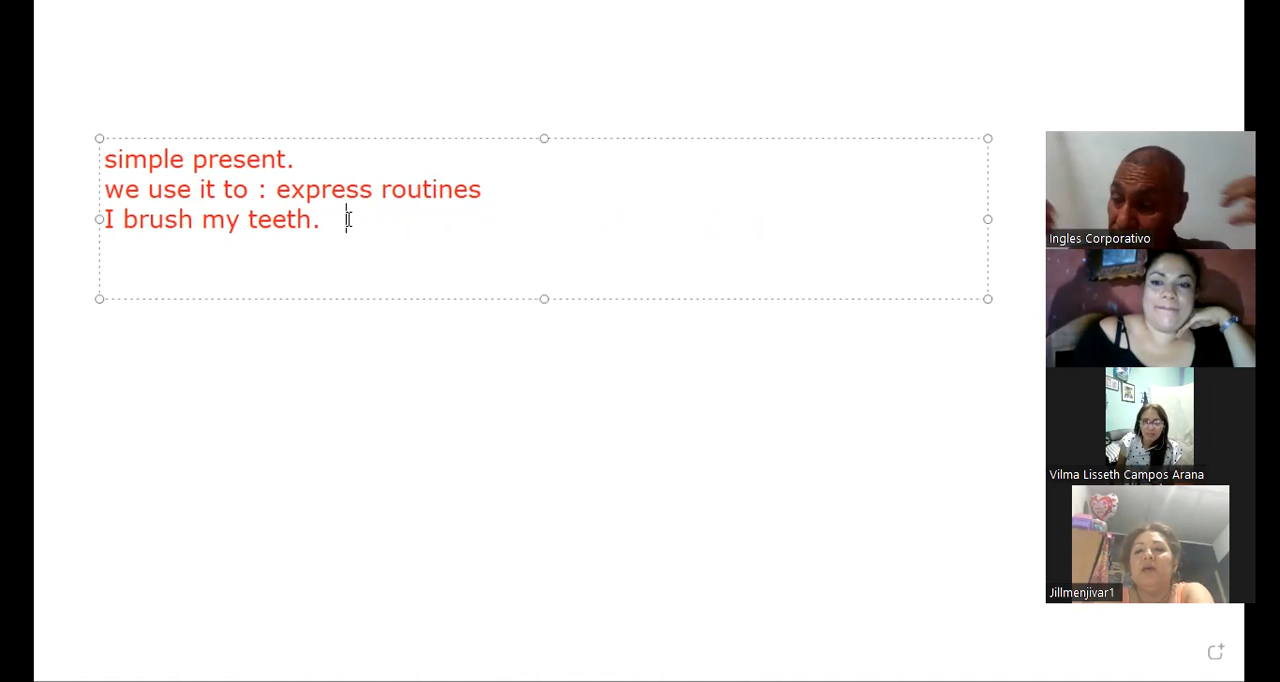 simple present.
we use it to : express routines
I brush my teeth.
Ingles Corporativo
Vilma Lisseth Campos Arana
Jillmenjivar1